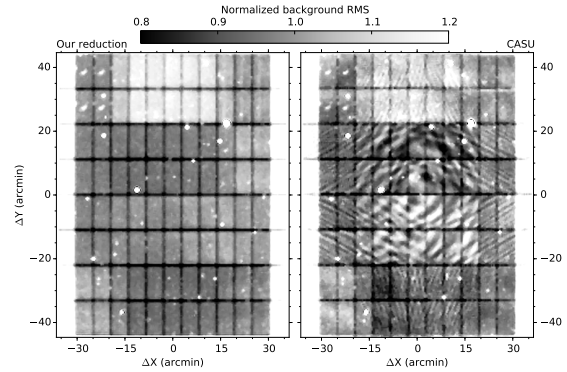 Normalized background RMS
0.8 0.9 1.0 1.1 1.2
Our reduction CASU
40 40
20 20
0 0
−20 −20
−40 −40
ΔY (arcmin)
−30 −15 0 15 30 −30 −15 0 15 30
ΔX (arcmin) ΔX (arcmin)